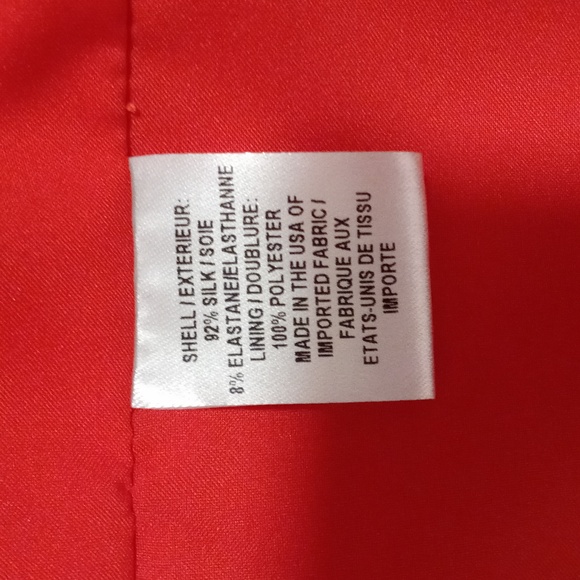 SHELL / EXTERIEUR:
92% SILK / SOIE
8% ELASTANE/ELASTHANNE
LINING / DOUBLURE:
100% POLYESTER
MADE IN THE USA OF
IMPORTED FABRIC /
FABRIQUE AUX
ETATS-UNIS DE TISSU
IMPORTE